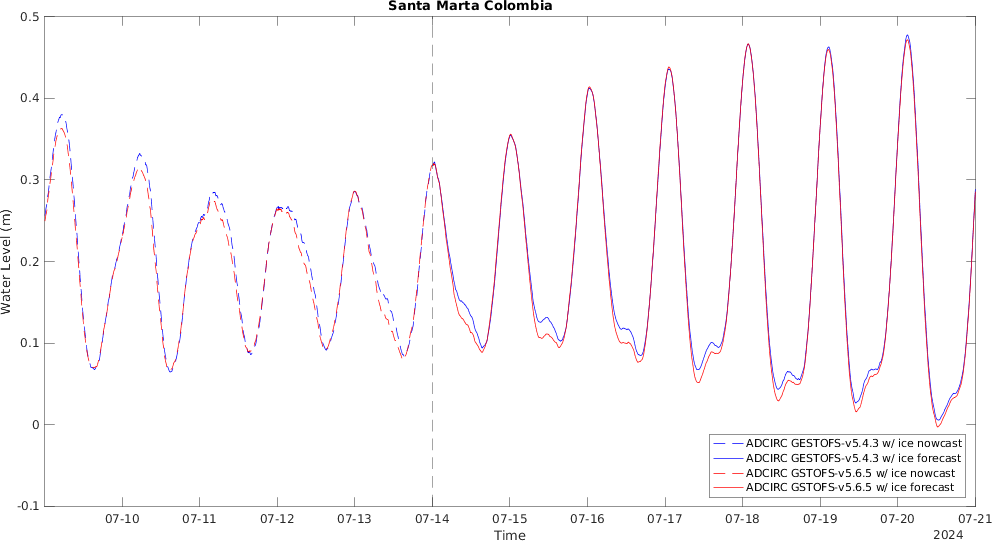 Santa Marta Colombia
0.5
0.4
0.3
0.2
0.1
0
-0.1
Water Level (m)
ADCIRC GESTOFS-v5.4.3 w/ ice nowcast
ADCIRC GESTOFS-v5.4.3 w/ ice forecast
ADCIRC GSTOFS-v5.6.5 w/ ice nowcast
ADCIRC GSTOFS-v5.6.5 w/ ice forecast
07-10 07-11 07-12 07-13 07-14 07-15 07-16 07-17 07-18 07-19 07-20 07-21
Time
2024